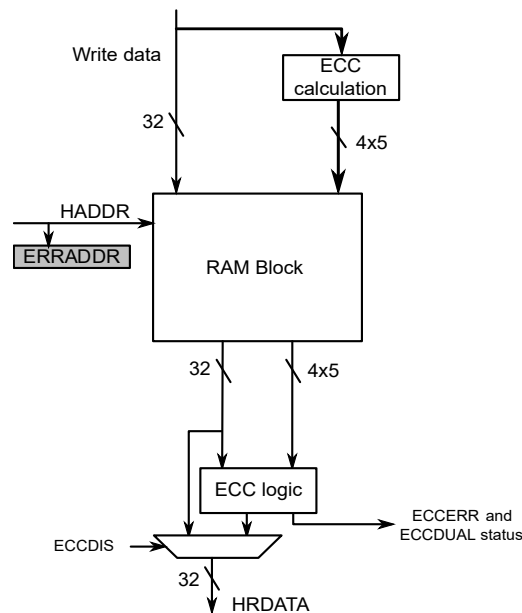 Write data
ECC
calculation
32
4x5
HADDR
ERRADDR
RAM Block
32
4x5
ECC logic
ECCERR and
ECCDUAL status
ECCDIS
32
HRDATA